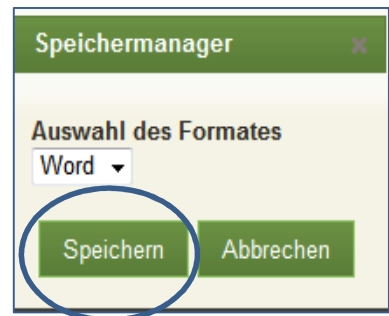 Speichermanager
Auswahl des Formates
Word
Speichern Abbrechen